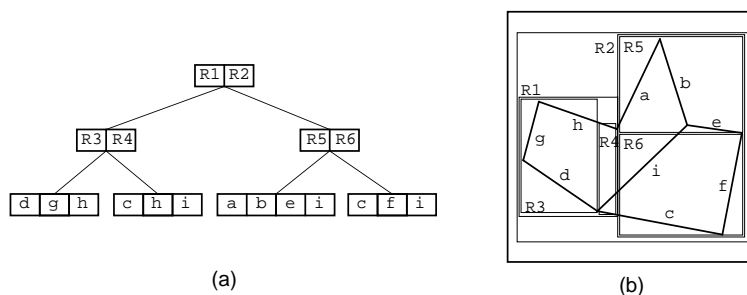 R1 R2
R3 R4
R5 R6
d g h
c h i
a b e i
c f i
(a)
R2 R5
b
R1
a
h
e
R4 R6
g
i
d
f
R3
c
(b)